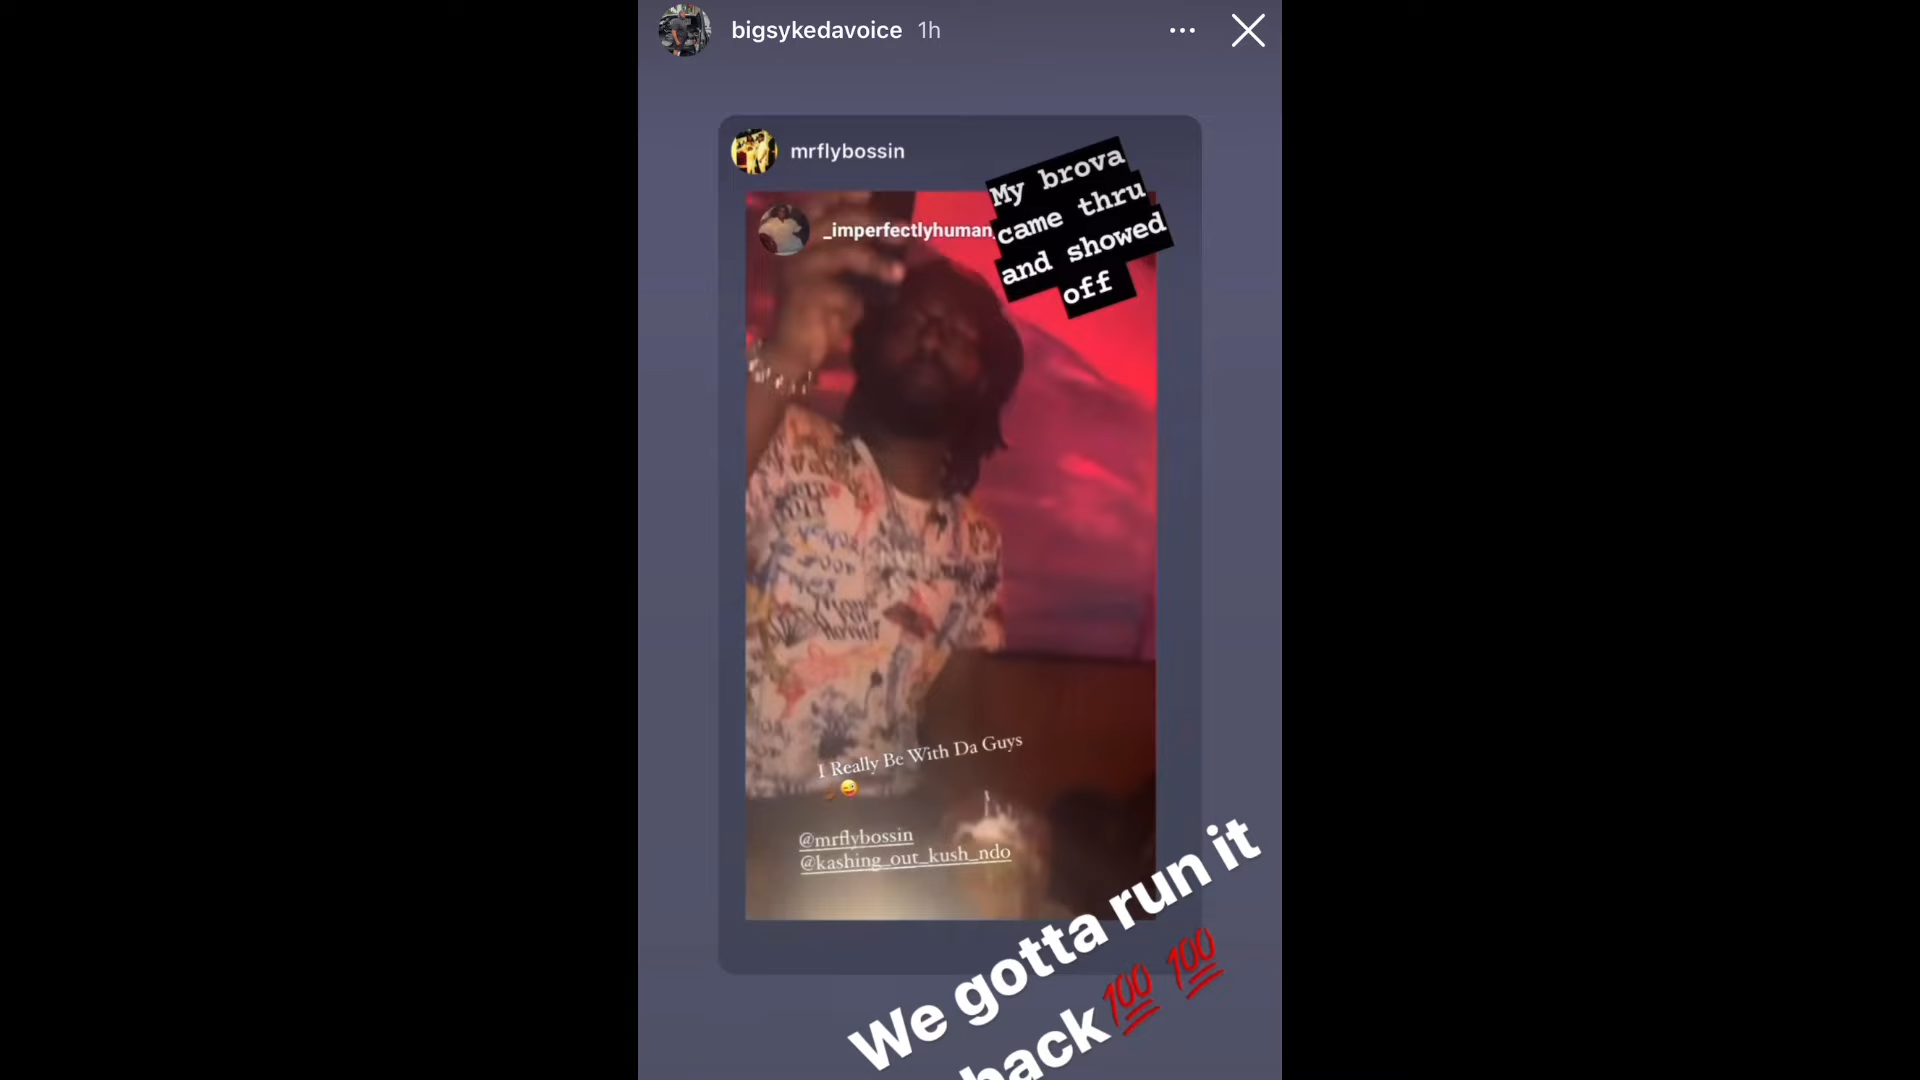 bigsykedavoice 1h
mrflybossin
_imperfectlyhuman_
My brova
came thru
and showed
off
I Really Be With Da Guys
😜
@mrflybossin
@kashing_out_kush_ndo
We gotta run it
back💯💯